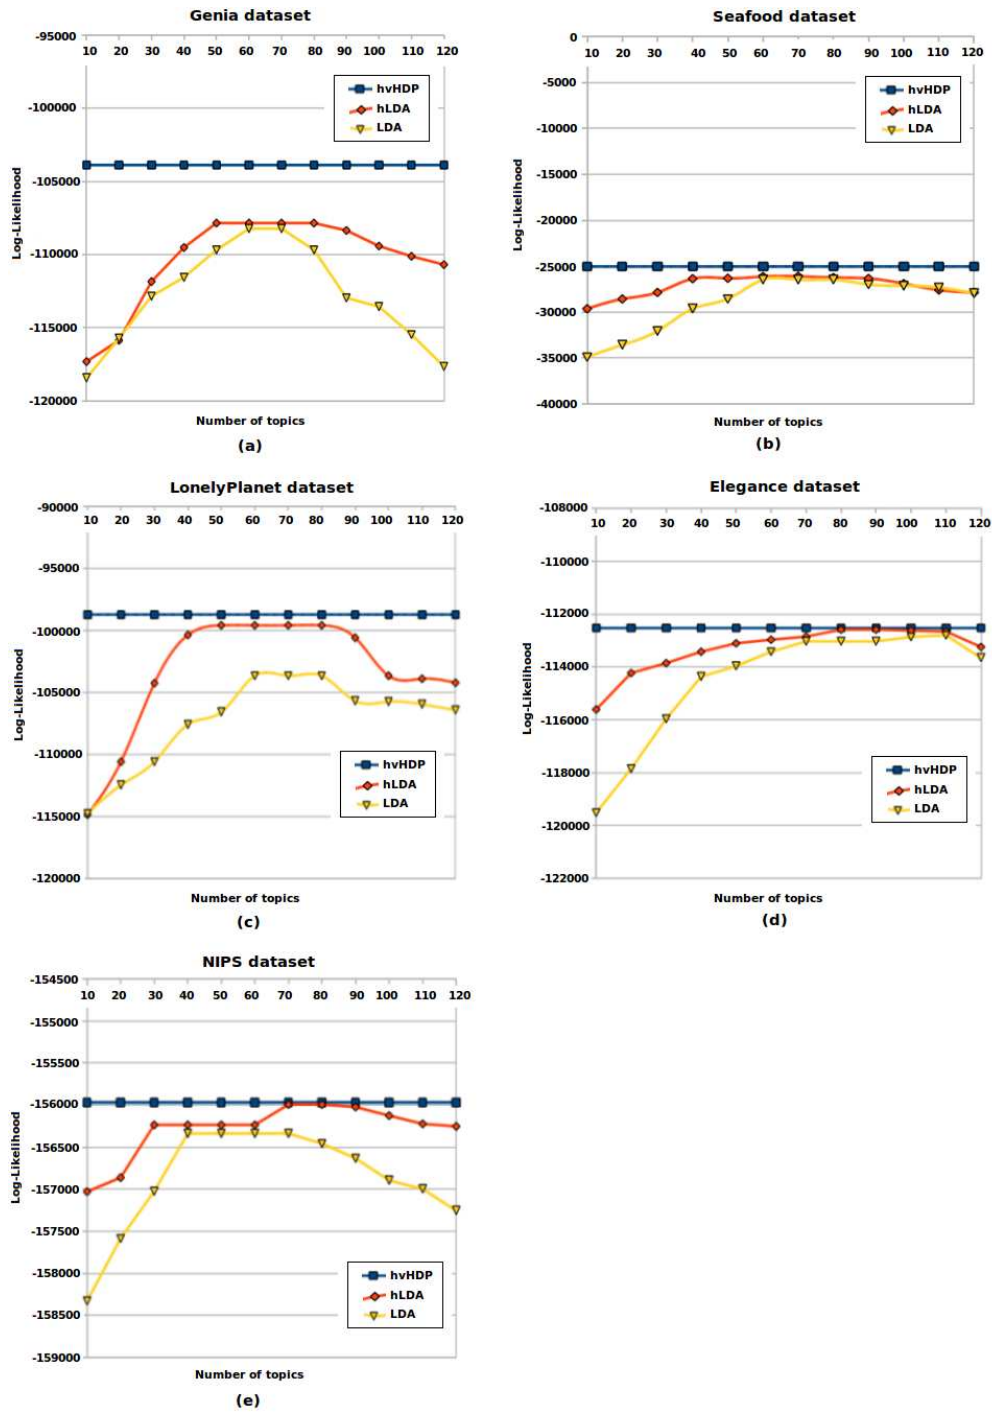 Genia dataset
-95000
10 20 30 40 50 60 70 80 90 100 110 120
hvHDP
-100000
hLDA
LDA
-105000
Log-Likelihood
-110000
-115000
-120000
Number of topics
(a)
Seafood dataset
0
10 20 30 40 50 60 70 80 90 100 110 120
-5000
hvHDP
hLDA
-10000
LDA
-15000
Log-Likelihood
-20000
-25000
-30000
-35000
-40000
Number of topics
(b)
LonelyPlanet dataset
-90000
10 20 30 40 50 60 70 80 90 100 110 120
-95000
-100000
Log-Likelihood
-105000
-110000
hvHDP
hLDA
LDA
-115000
-120000
Number of topics
(c)
Elegance dataset
-108000
10 20 30 40 50 60 70 80 90 100 110 120
-110000
-112000
-114000
Log-Likelihood
-116000
-118000
hvHDP
hLDA
LDA
-120000
-122000
Number of topics
(d)
NIPS dataset
-154500
10 20 30 40 50 60 70 80 90 100 110 120
-155000
-155500
-156000
-156500
Log-Likelihood
-157000
-157500
-158000
hvHDP
hLDA
LDA
-158500
-159000
Number of topics
(e)